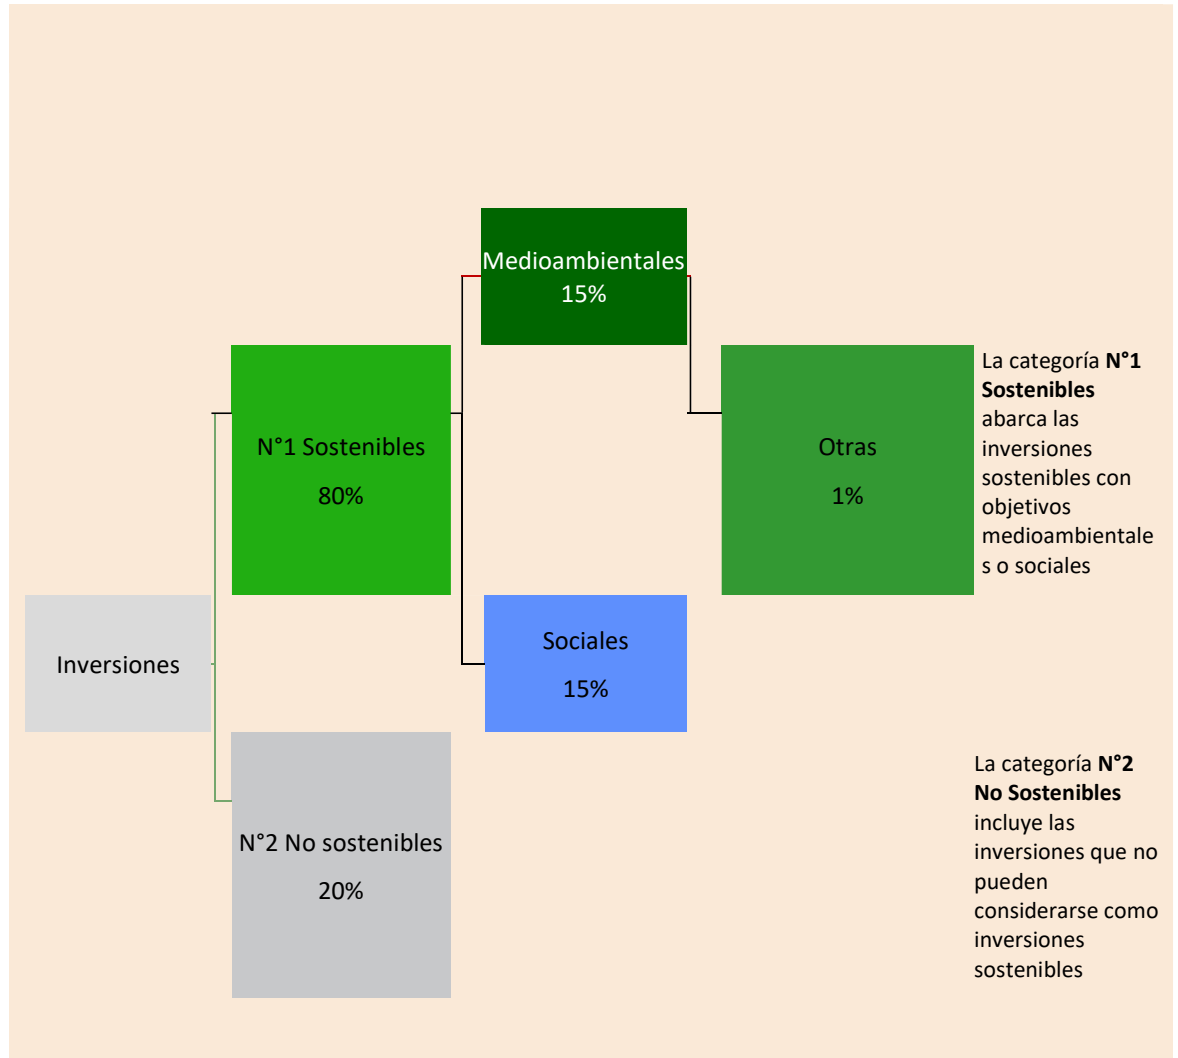 Medioambientales
15%
N°1 Sostenibles
80%
Otras
1%
La categoría N°1
Sostenibles
abarca las
inversiones
sostenibles con
objetivos
medioambientale
s o sociales
Inversiones
Sociales
15%
N°2 No sostenibles
20%
La categoría N°2
No Sostenibles
incluye las
inversiones que no
pueden
considerarse como
inversiones
sostenibles